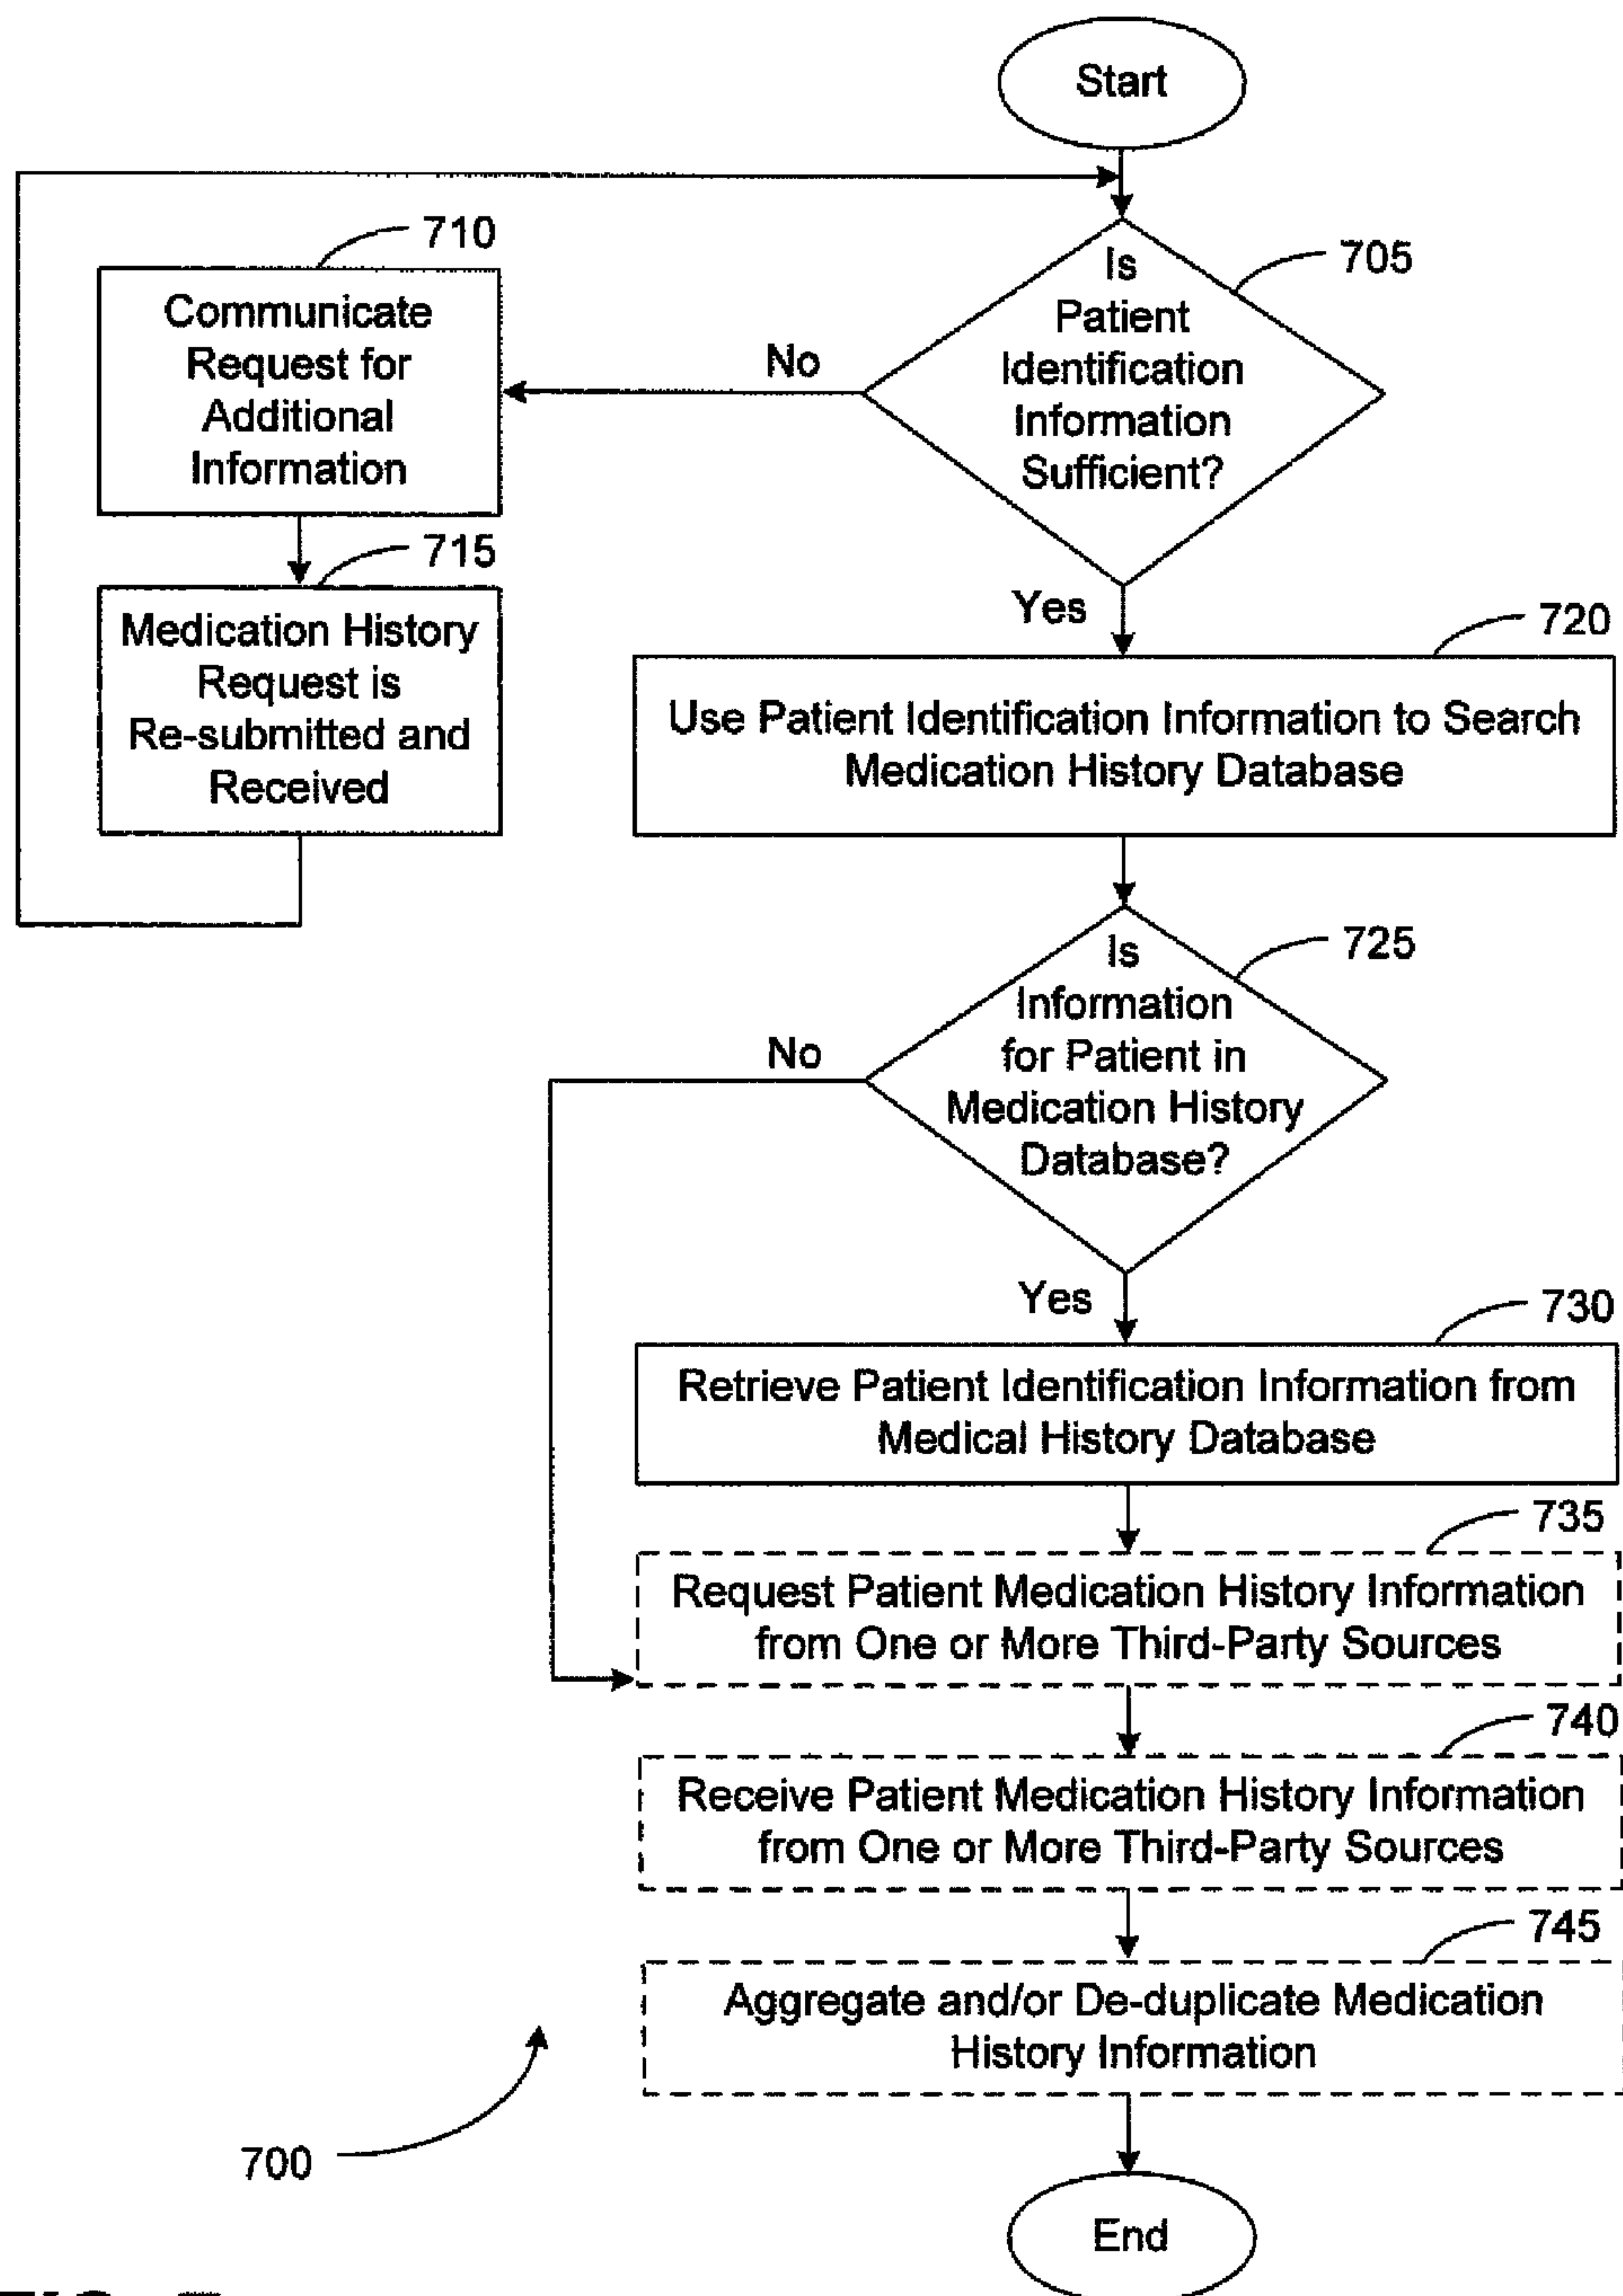 Start
710
Communicate
Request for
Additional
Information
No
Is
Patient
Identification
Information
Sufficient?
705
715
Medication History
Request is
Re-submitted and
Received
Yes
720
Use Patient Identification Information to Search
Medication History Database
725
Is
Information
for Patient in
Medication History
Database?
No
Yes
730
Retrieve Patient Identification Information from
Medical History Database
735
Request Patient Medication History Information
from One or More Third-Party Sources
740
Receive Patient Medication History Information
from One or More Third-Party Sources
745
Aggregate and/or De-duplicate Medication
History Information
700
End